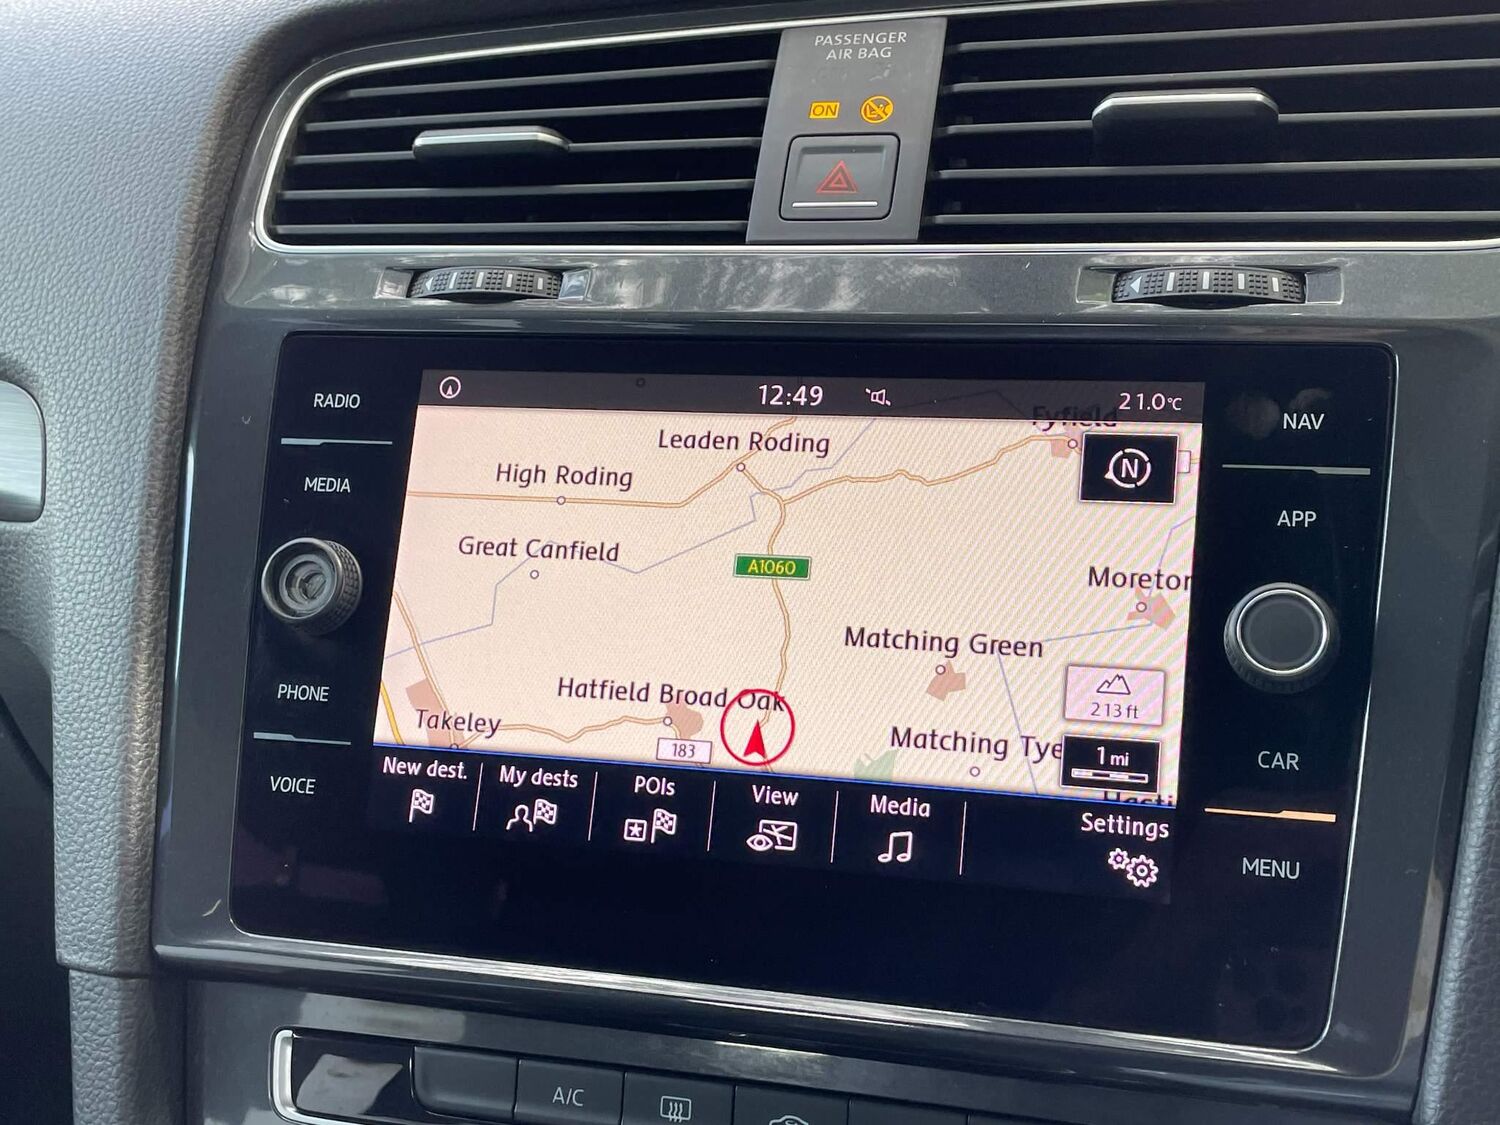 PASSENGER
AIR BAG
ON
RADIO
MEDIA
PHONE
VOICE
12:49
21.0°C
Fyfield
Leaden Roding
High Roding
N
Great Canfield
A1060
Moreton
Matching Green
Hatfield Broad Oak
213 ft
Takeley
183
Matching Tye
1 mi
New dest.
My dests
POIs
View
Media
Settings
NAV
APP
CAR
MENU
A/C